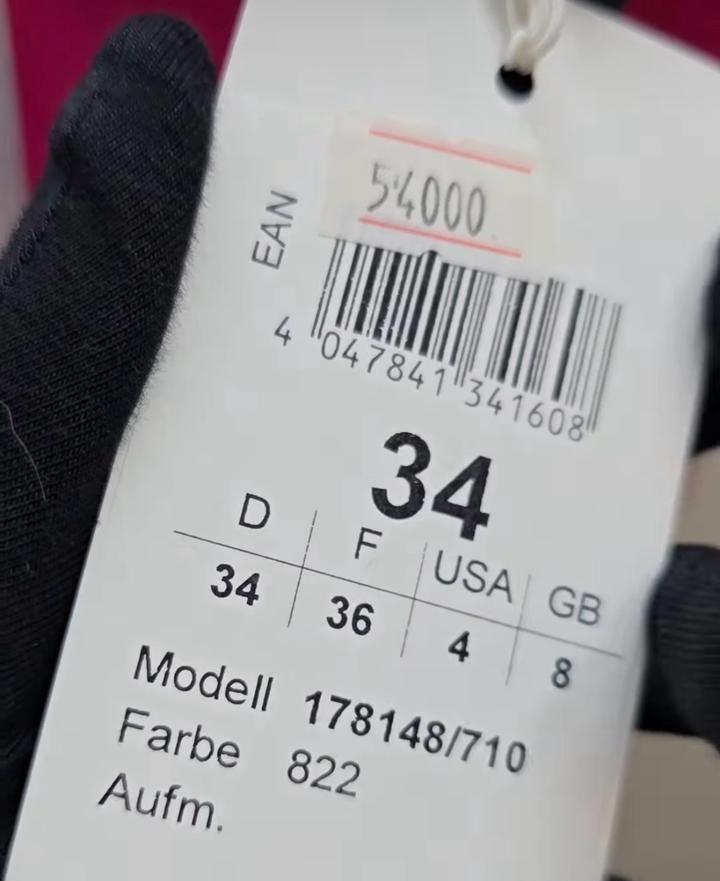 54000
EAN
4 047841 341608
34
D F USA GB
34 36 4 8
Modell 178148/710
Farbe 822
Aufm.